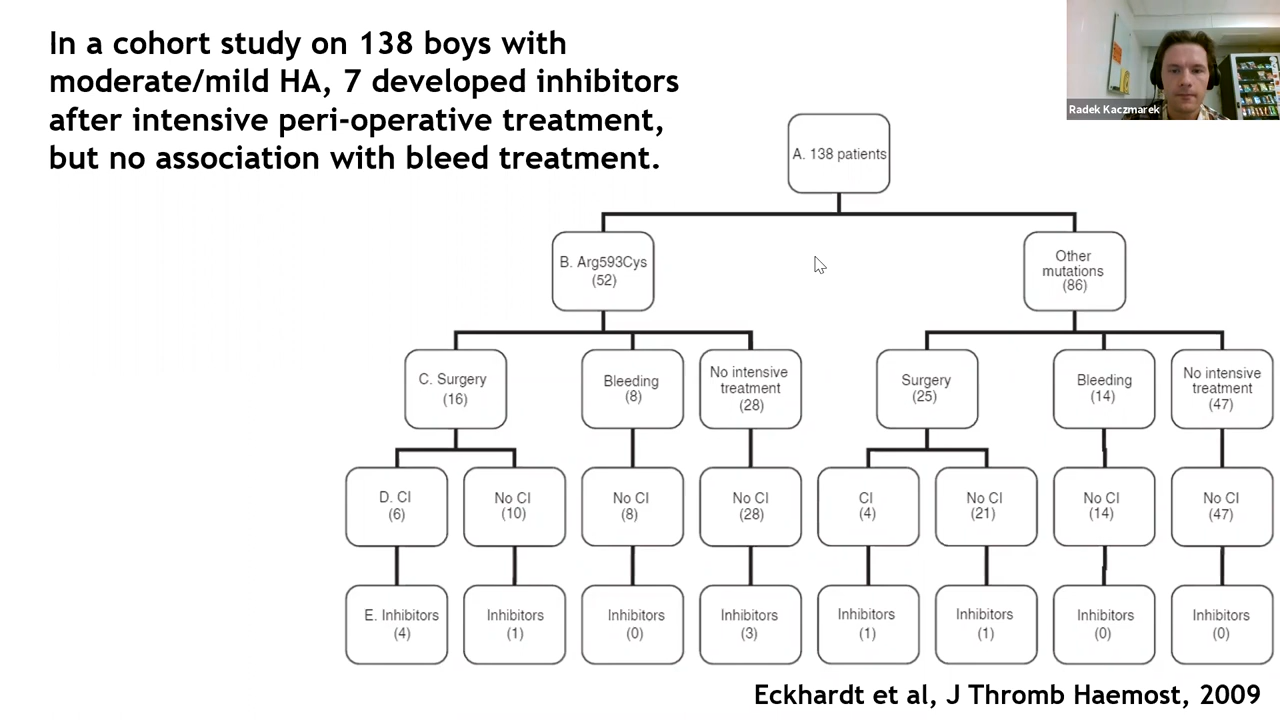 In a cohort study on 138 boys with
moderate/mild HA, 7 developed inhibitors
after intensive peri-operative treatment,
but no association with bleed treatment.
Radek Kaczmarek
A. 138 patients
B. Arg593Cys
(52)
Other
mutations
(86)
C. Surgery
(16)
Bleeding
(8)
No intensive
treatment
(28)
Surgery
(25)
Bleeding
(14)
No intensive
treatment
(47)
D. CI
(6)
No CI
(10)
No CI
(8)
No CI
(28)
CI
(4)
No CI
(21)
No CI
(14)
No CI
(47)
E. Inhibitors
(4)
Inhibitors
(1)
Inhibitors
(0)
Inhibitors
(3)
Inhibitors
(1)
Inhibitors
(1)
Inhibitors
(0)
Inhibitors
(0)
Eckhardt et al, J Thromb Haemost, 2009